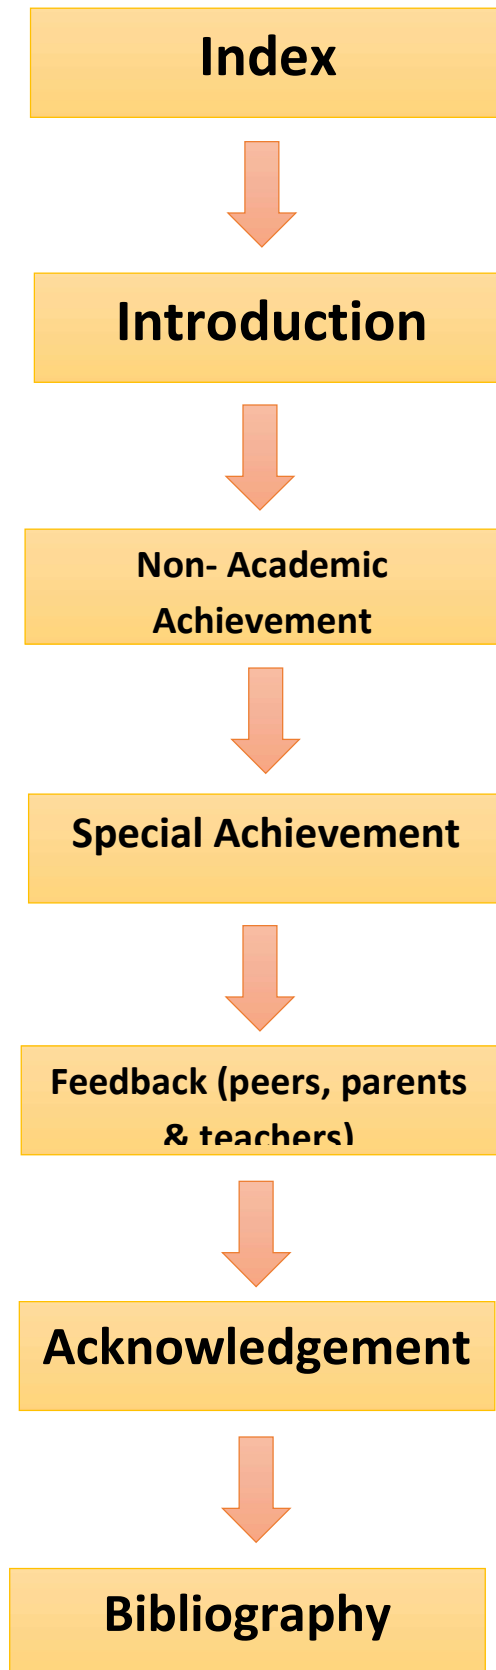 Index
Introduction
Non- Academic
Achievement
Special Achievement
Feedback (peers, parents
& teachers)
Acknowledgement
Bibliography